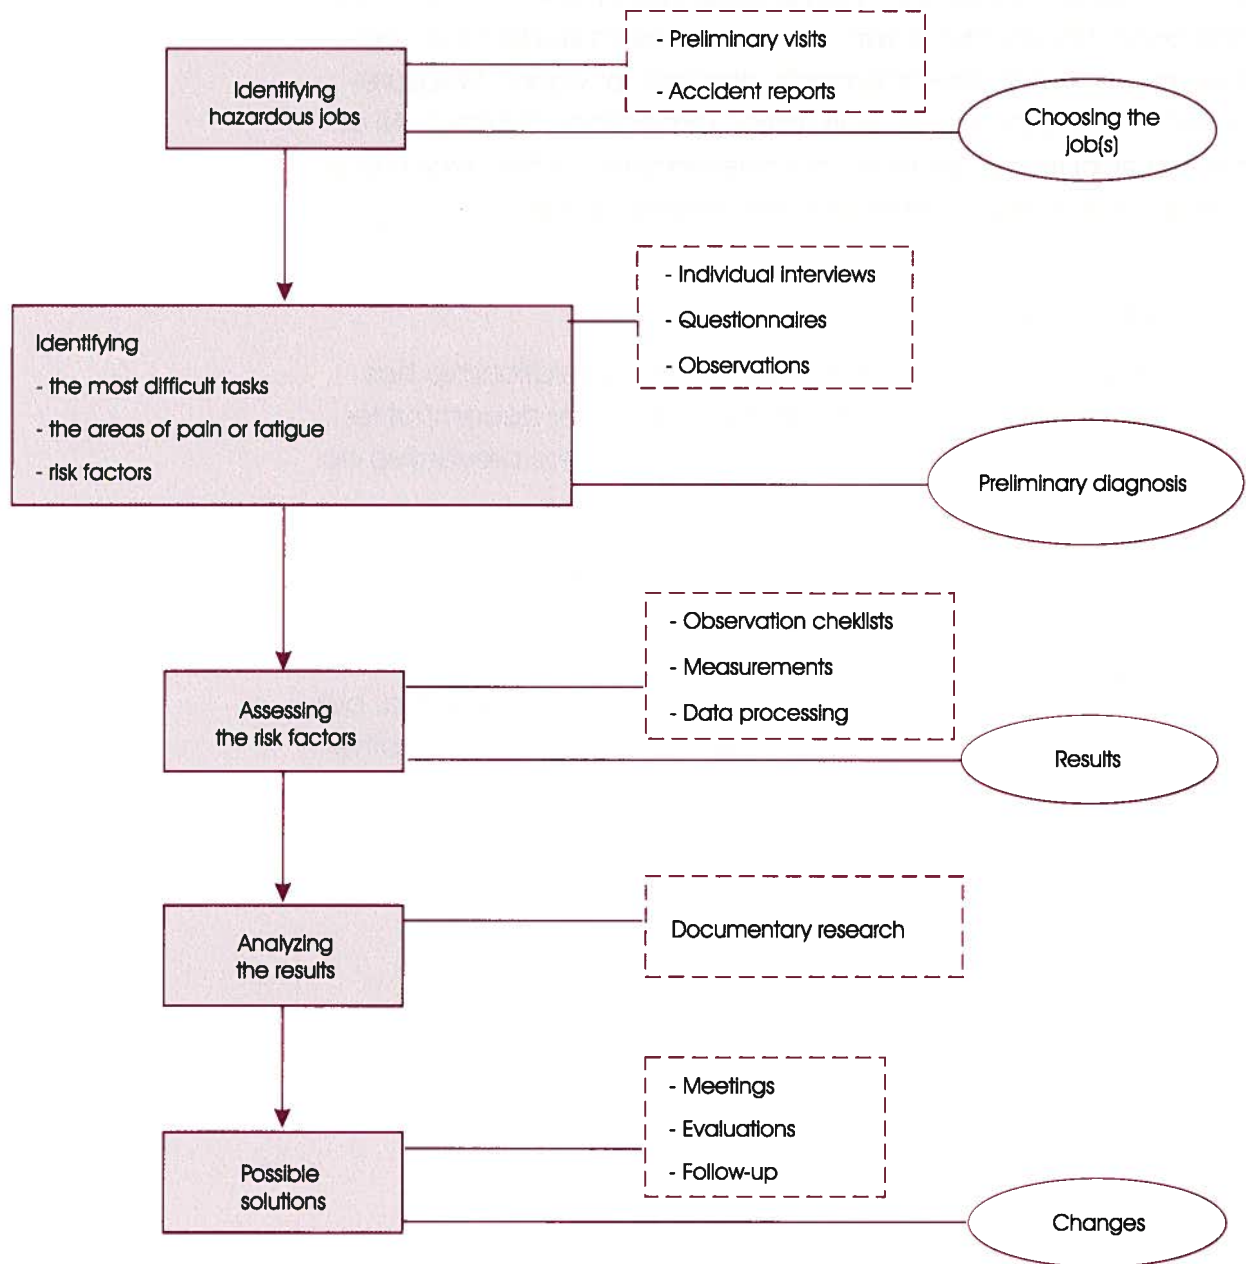 Identifying
hazardous jobs
- Preliminary visits
- Accident reports
Choosing the
job(s)
Identifying
- the most difficult tasks
- the areas of pain or fatigue
- risk factors
- Individual interviews
- Questionnaires
- Observations
Preliminary diagnosis
Assessing
the risk factors
- Observation cheklists
- Measurements
- Data processing
Results
Analyzing
the results
Documentary research
Possible
solutions
- Meetings
- Evaluations
- Follow-up
Changes